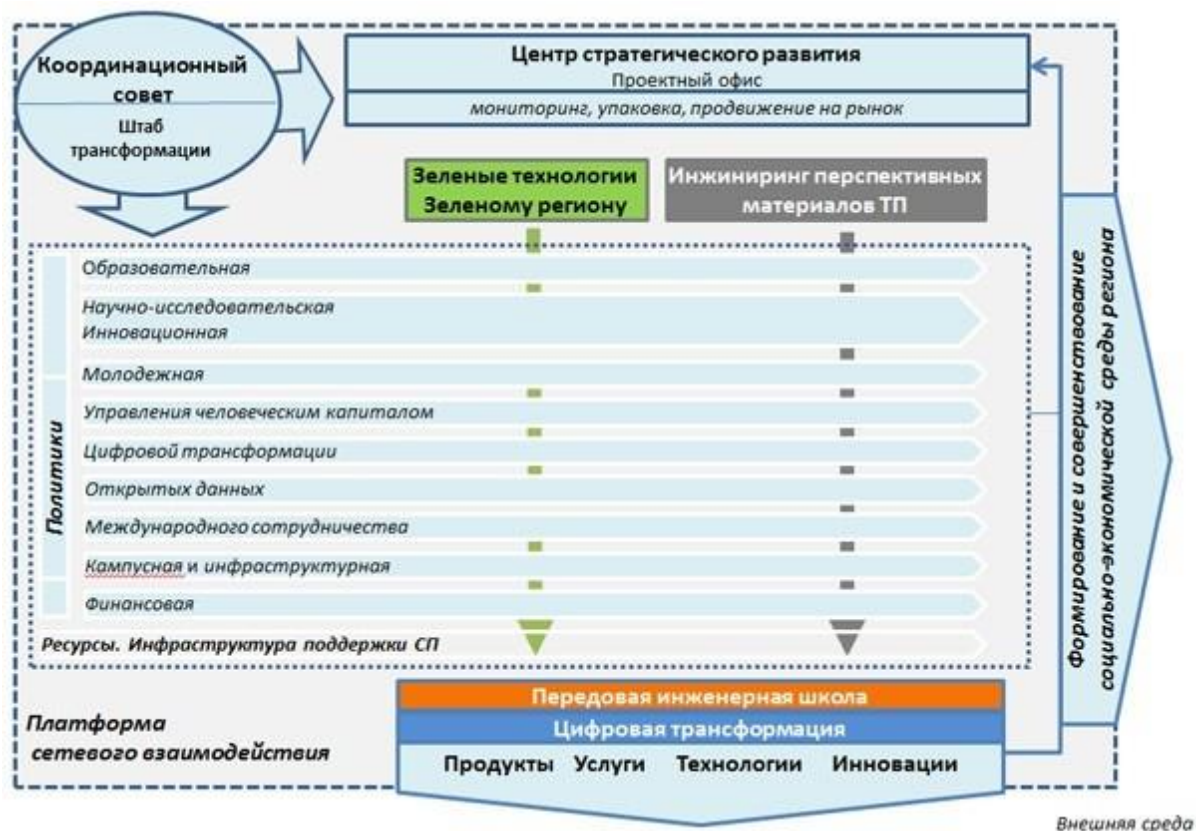 Координационный
совет
Штаб
трансформации
Центр стратегического развития
Проектный офис
мониторинг, упаковка, продвижение на рынок
Зеленые технологии
Зеленому региону
Инжиниринг перспективных
материалов ТП
Политики
Образовательная
Научно-исследовательская
Инновационная
Молодежная
Управления человеческим капиталом
Цифровой трансформации
Открытых данных
Международного сотрудничества
Кампусная и инфраструктурная
Финансовая
Ресурсы. Инфраструктура поддержки СП
Формирование и совершенствование
социально-экономической среды региона
Платформа
сетевого взаимодействия
Передовая инженерная школа
Цифровая трансформация
Продукты Услуги Технологии Инновации
Внешняя среда